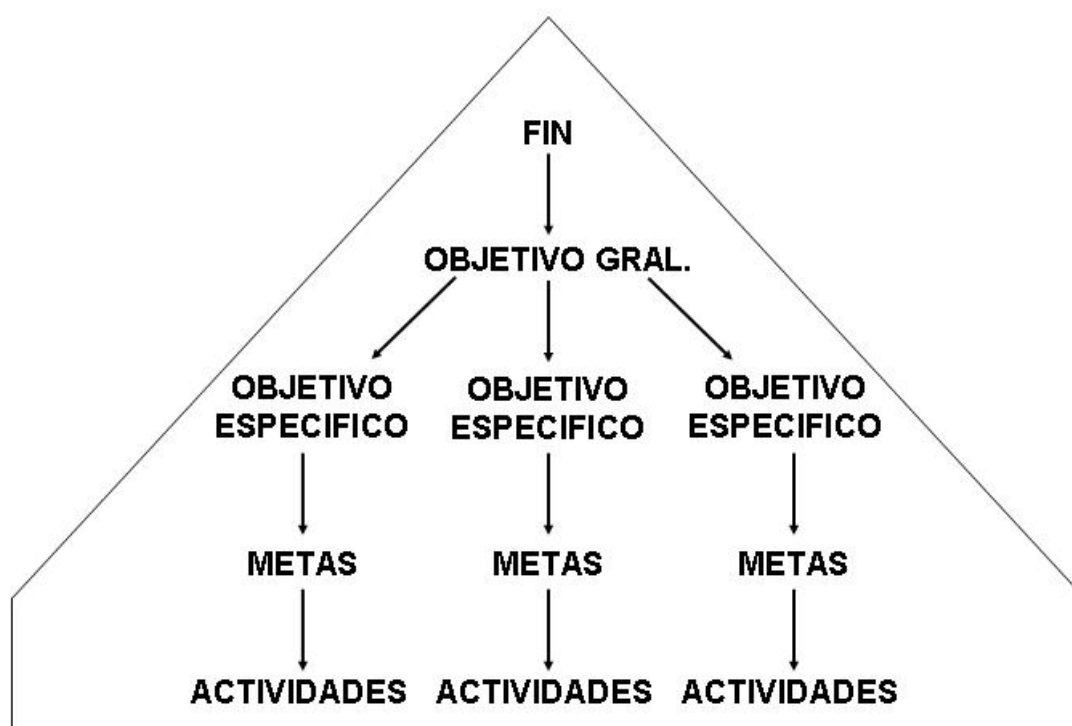 FIN
OBJETIVO GRAL.
OBJETIVO
ESPECIFICO
OBJETIVO
ESPECIFICO
OBJETIVO
ESPECIFICO
METAS
METAS
METAS
ACTIVIDADES
ACTIVIDADES
ACTIVIDADES